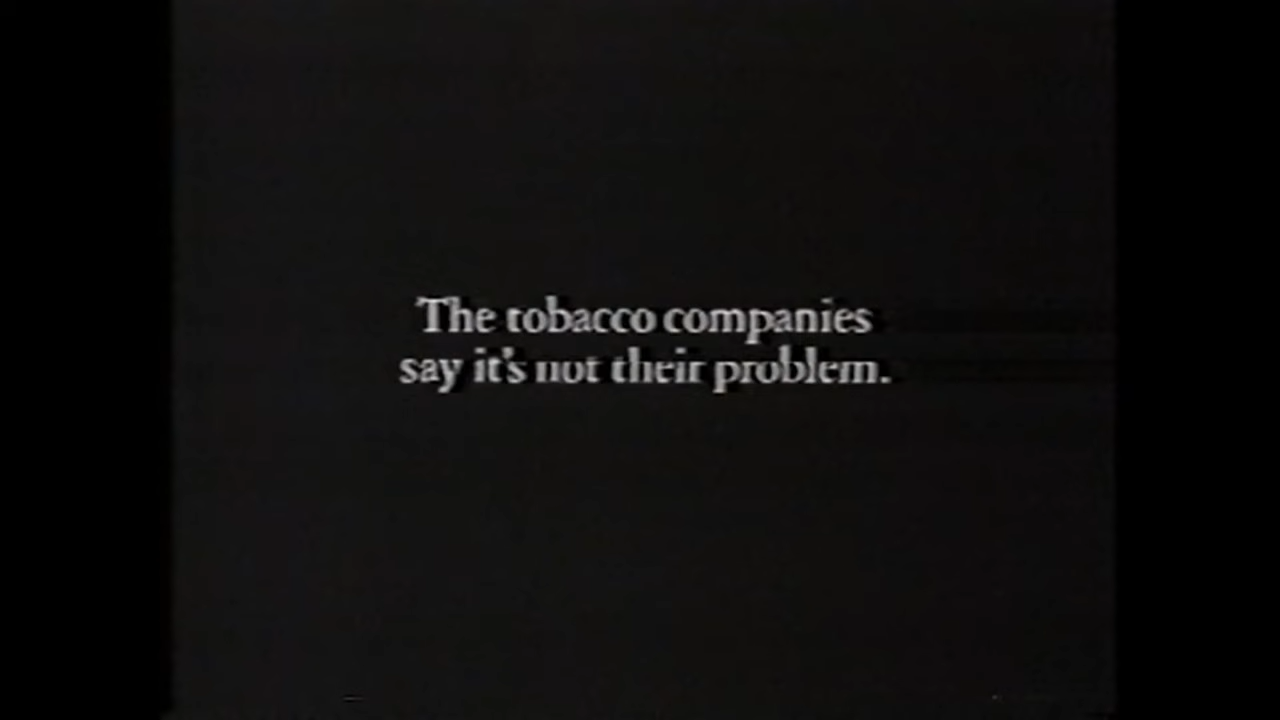 The tobacco companies
say it's not their problem.